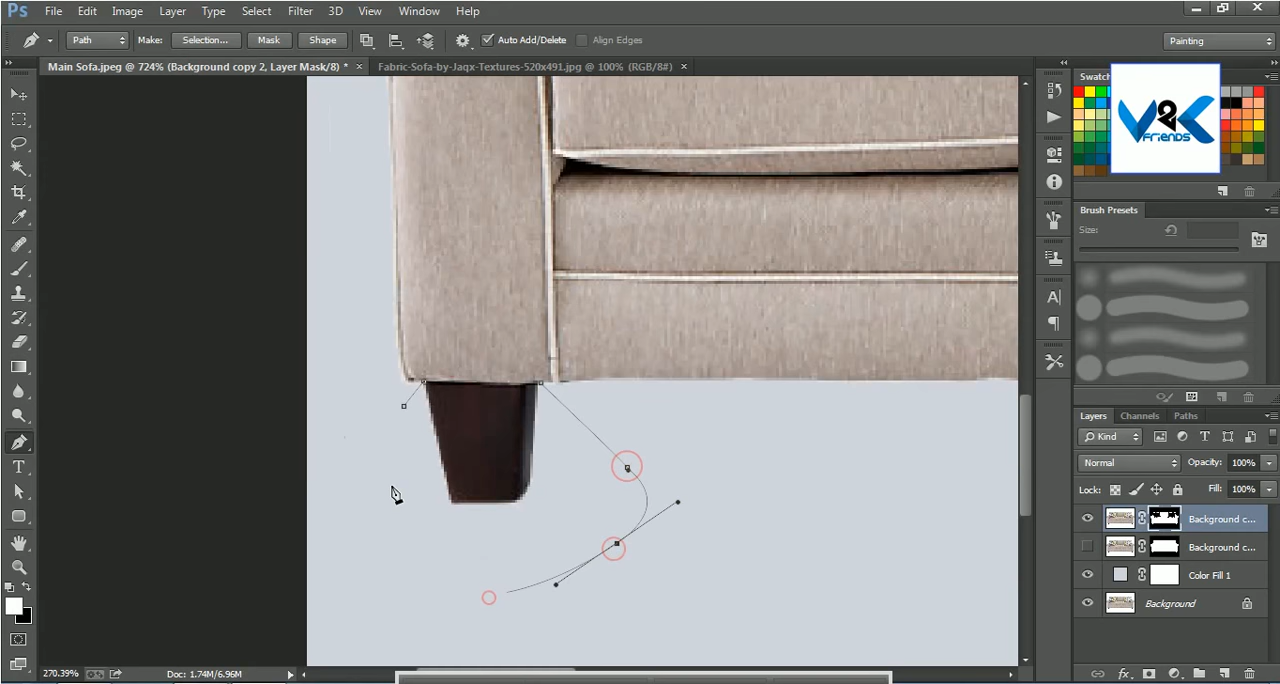 Ps File Edit Image Layer Type Select Filter 3D View Window Help
Path Make: Selection... Mask Shape Auto Add/Delete Align Edges Painting
Main Sofa.jpeg @ 724% (Background copy 2, Layer Mask/8) * × Fabric-Sofa-by-Jaqx-Textures-520x491.jpg @ 100% (RGB/8#) ×
Swatc
V2K
Friends
Brush Presets
Size:
Layers Channels Paths
Kind
Normal Opacity: 100%
Lock: Fill: 100%
Background c...
Background c...
Color Fill 1
Background
270.39% Doc: 1.74M/6.96M